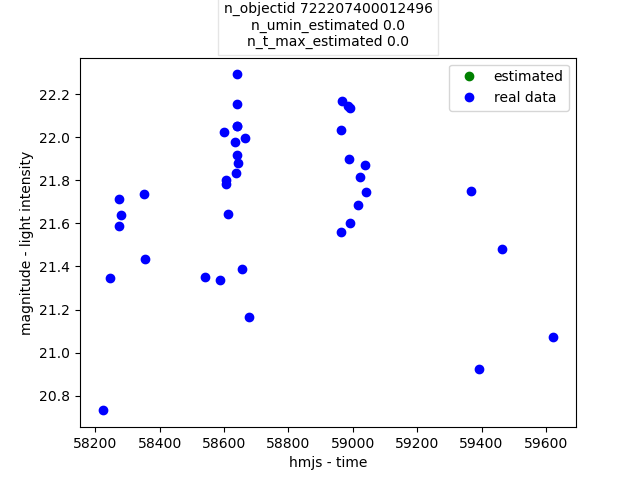 n_objectid 722207400012496
n_umin_estimated 0.0
n_t_max_estimated 0.0
estimated
real data
magnitude - light intensity
22.2
22.0
21.8
21.6
21.4
21.2
21.0
20.8
58200 58400 58600 58800 59000 59200 59400 59600
hmjs - time